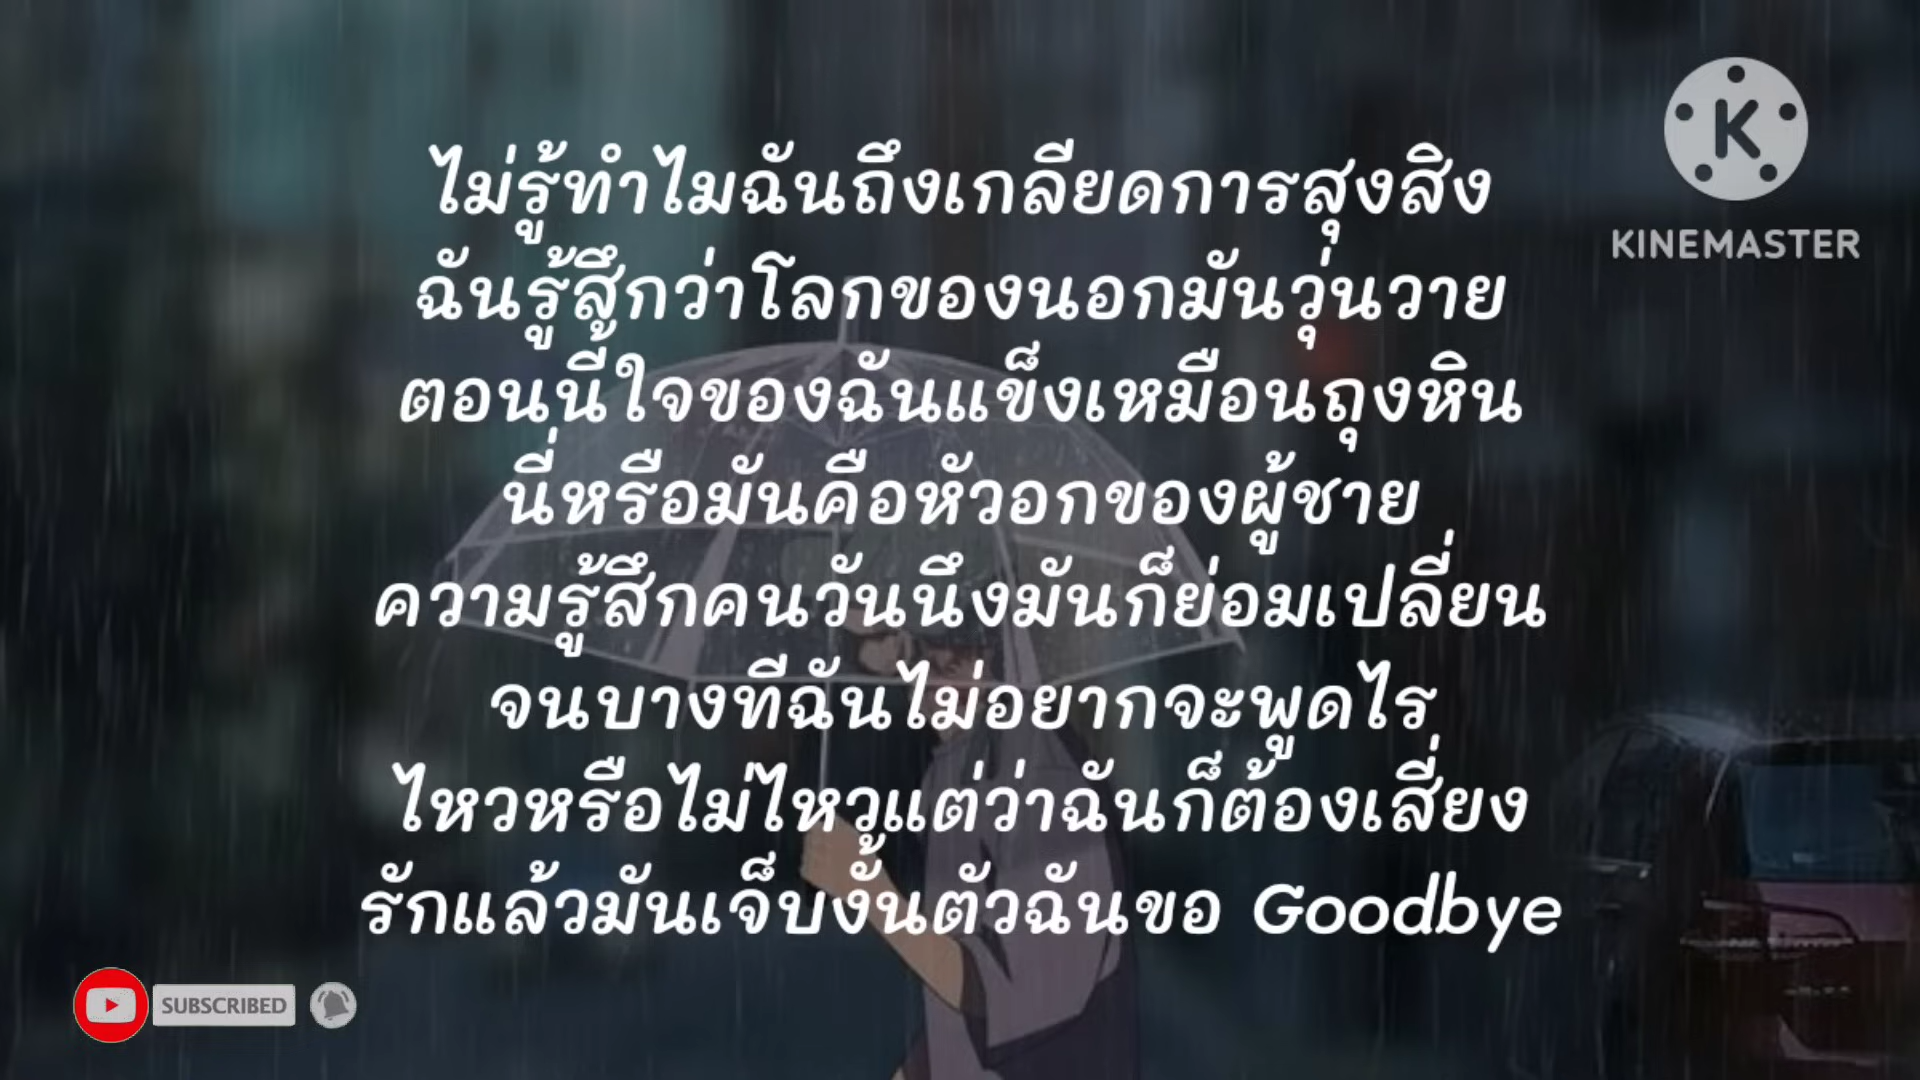 ไม่รู้ทำไมฉันถึงเกลียดการสุงสิง
ฉันรู้สึกว่าโลกของนอกมันวุ่นวาย
ตอนนี้ใจของฉันแข็งเหมือนถุงหิน
นี่หรือมันคือหัวอกของผู้ชาย
ความรู้สึกคนวันนึงมันก็ย่อมเปลี่ยน
จนบางทีฉันไม่อยากจะพูดไร
ไหวหรือไม่ไหวแต่ว่าฉันก็ต้องเสี่ยง
รักแล้วมันเจ็บงั้นตัวฉันขอ Goodbye
K
KINEMASTER
SUBSCRIBED